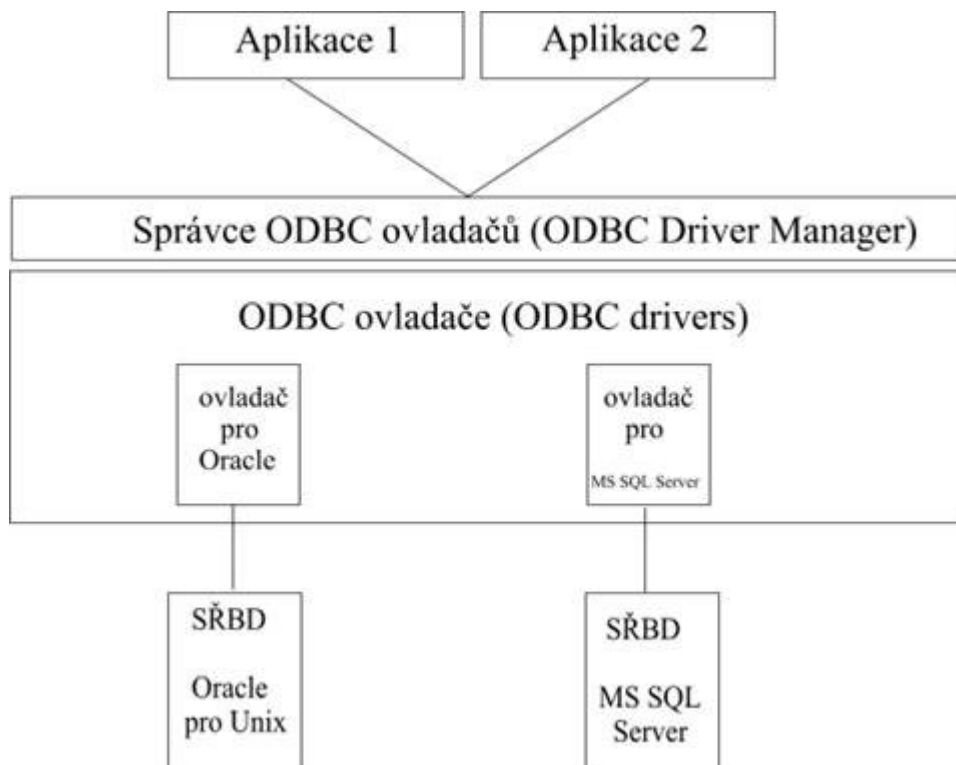 Aplikace 1
Aplikace 2
Správce ODBC ovladačů (ODBC Driver Manager)
ODBC ovladače (ODBC drivers)
ovladač
pro
Oracle
ovladač
pro
MS SQL Server
SŘBD
Oracle
pro Unix
SŘBD
MS SQL
Server